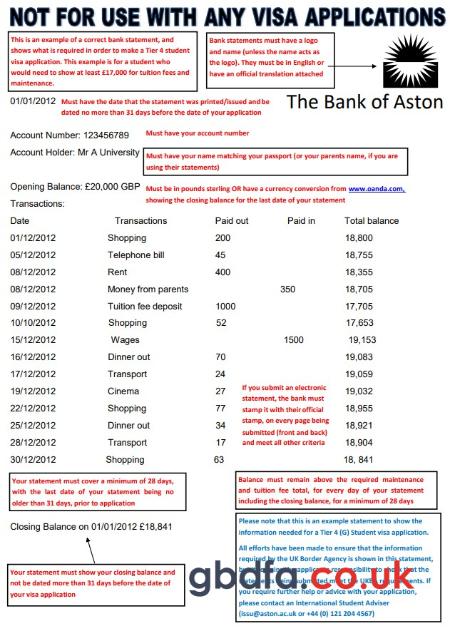 NOT FOR USE WITH ANY VISA APPLICATIONS
This is an example of a correct bank statement, and
shows what is required in order to make a Tier 4 student
visa application. This example is for a student who
would need to show at least £17,000 for tuition fees and
maintenance.
Bank statements must have a logo
and name (unless the name acts as
the logo). They must be in English or
have an official translation attached
The Bank of Aston
01/01/2012 Must have the date that the statement was printed/issued and be
dated no more than 31 days before the date of your application
Account Number: 123456789 Must have your account number
Account Holder: Mr A University
Must have your name matching your passport (or your parents name, if you are
using their statements)
Opening Balance: £20,000 GBP Must be in pounds sterling OR have a currency conversion from www.oanda.com,
showing the closing balance for the last date of your statement
Transactions:
Date Transactions Paid out Paid in Total balance
01/12/2012 Shopping 200 18,800
05/12/2012 Telephone bill 45 18,755
08/12/2012 Rent 400 18,355
08/12/2012 Money from parents 350 18,705
09/12/2012 Tuition fee deposit 1000 17,705
10/10/2012 Shopping 52 17,653
15/12/2012 Wages 1500 19,153
16/12/2012 Dinner out 70 19,083
17/12/2012 Transport 24 19,059
19/12/2012 Cinema 27 19,032
22/12/2012 Shopping 77 18,955
25/12/2012 Dinner out 34 18,921
28/12/2012 Transport 17 18,904
30/12/2012 Shopping 63 18, 841
If you submit an electronic
statement, the bank must
stamp it with their official
stamp, on every page being
submitted (front and back)
and meet all other criteria
Your statement must cover a minimum of 28 days,
with the last date of your statement being no
older than 31 days, prior to application
Balance must remain above the required maintenance
and tuition fee total, for every day of your statement
including the closing balance, for a minimum of 28 days
Closing Balance on 01/01/2012 £18,841
Your statement must show your closing balance and
not be dated more than 31 days before the date of
your visa application
Please note that this is an example statement to show the
information needed for a Tier 4 (G) Student visa application.
All efforts have been made to ensure that the information
required by the UK Border Agency is shown in this statement,
requirements. If
you require further help or advice with your application,
please contact an International Student Adviser
(issu@aston.ac.uk or +44 (0) 121 204 4567)
gbdfa.co.uk